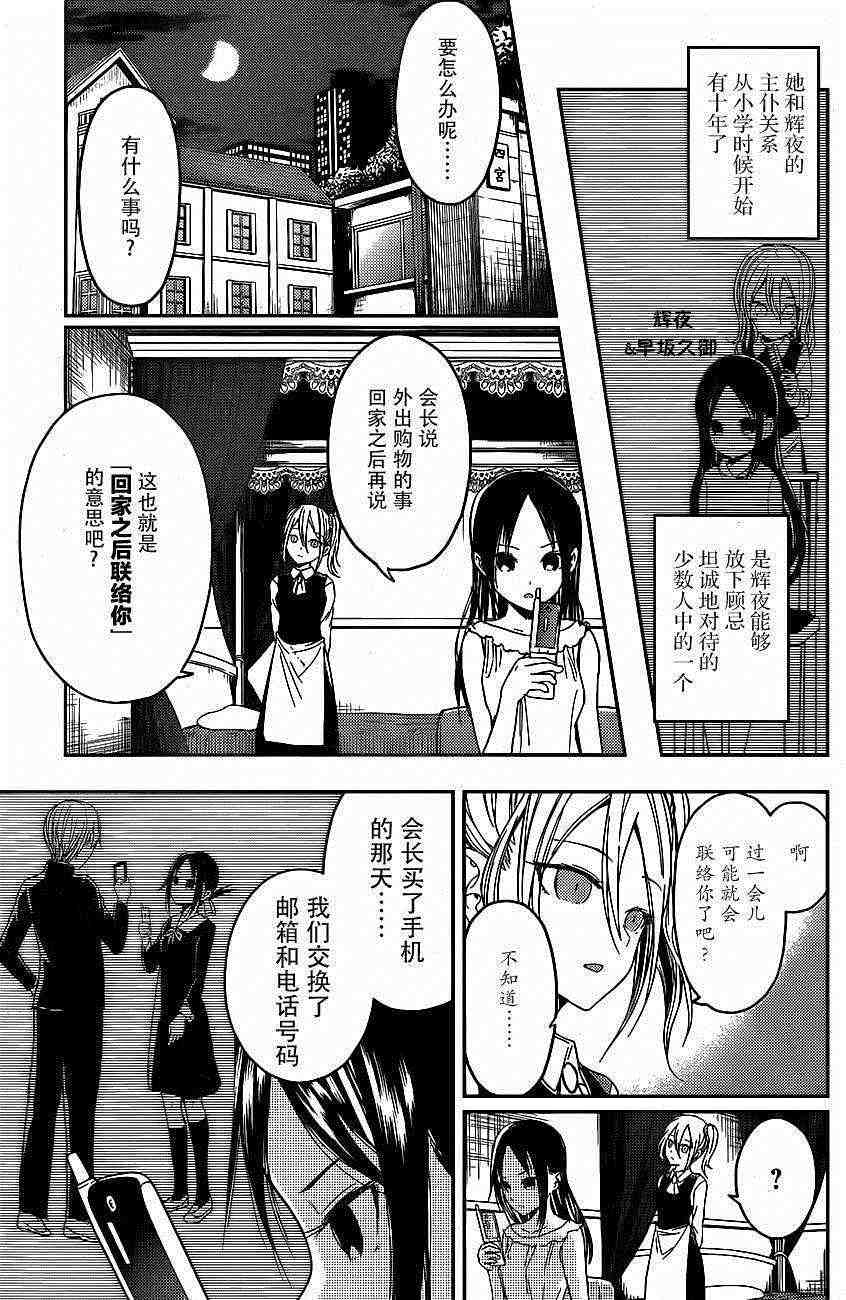 她和辉夜的
主仆关系
从小学时候开始
有十年了
辉夜
&早坂久御
是辉夜能够
放下顾忌
坦诚地对待的
少数人中的一个
要怎么办呢……
四宫
有什么事吗?
会长说
外出购物的事
回家之后再说
这也就是
「回家之后联络你」
的意思吧?
啊
过一会儿
可能就会
联络你了吧?
不知道……
?
会长买了手机
的那天……
我们交换了
邮箱和电话号码